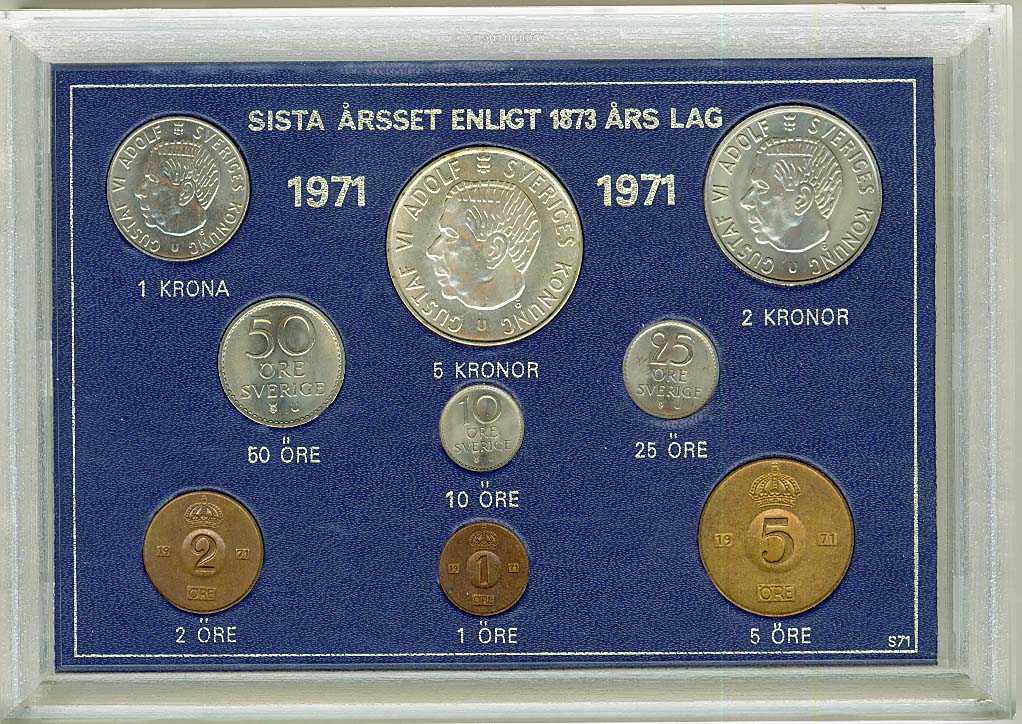 SISTA ÅRSSET ENLIGT 1873 ÅRS LAG
1971
1971
GUSTAF VI ADOLF SVERIGES KONUNG U
1 KRONA
GUSTAF VI ADOLF SVERIGES KONUNG U
5 KRONOR
GUSTAF VI ADOLF SVERIGES KONUNG U
2 KRONOR
50
ÖRE
SVERIGE
U
50 ÖRE
10
ÖRE
SVERIGE
U
10 ÖRE
25
ÖRE
SVERIGE
U
25 ÖRE
19 2 71
ÖRE
2 ÖRE
19 1 71
ÖRE
1 ÖRE
19 5 71
ÖRE
5 ÖRE
S71